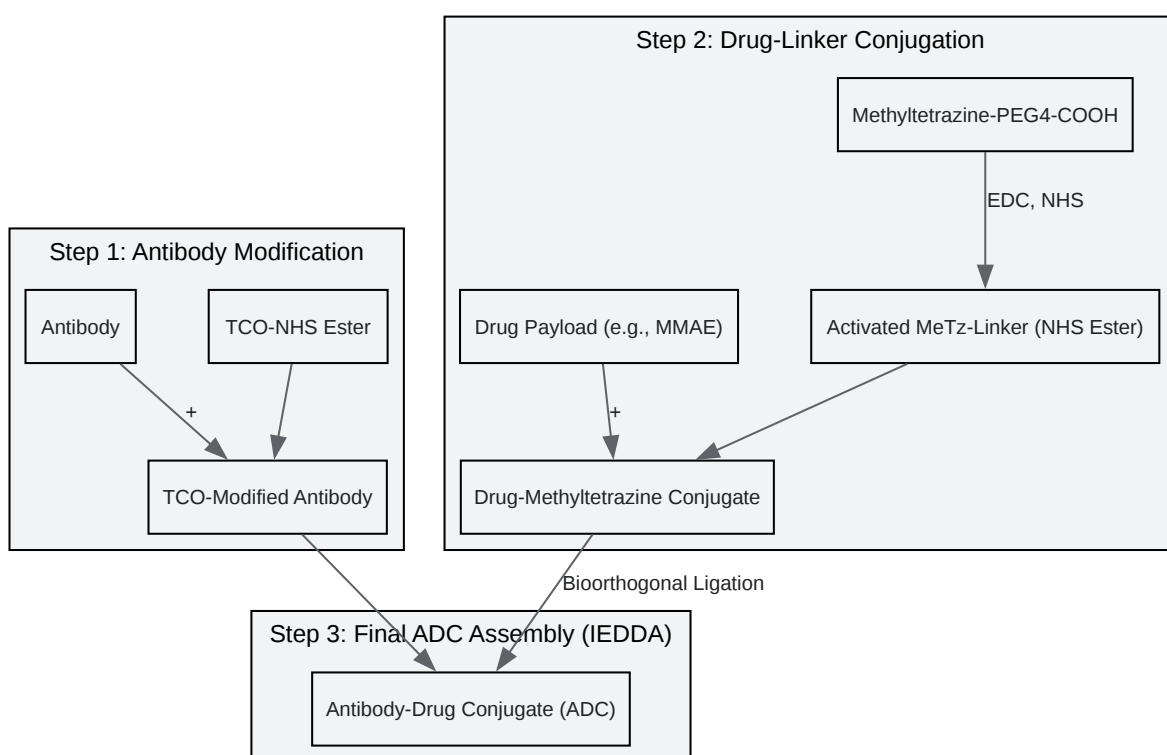 Step 2: Drug-Linker Conjugation
Methyltetrazine-PEG4-COOH
EDC, NHS
Step 1: Antibody Modification
Antibody
TCO-NHS Ester
Drug Payload (e.g., MMAE)
Activated MeTz-Linker (NHS Ester)
+
+
TCO-Modified Antibody
Drug-Methyltetrazine Conjugate
Bioorthogonal Ligation
Step 3: Final ADC Assembly (IEDDA)
Antibody-Drug Conjugate (ADC)